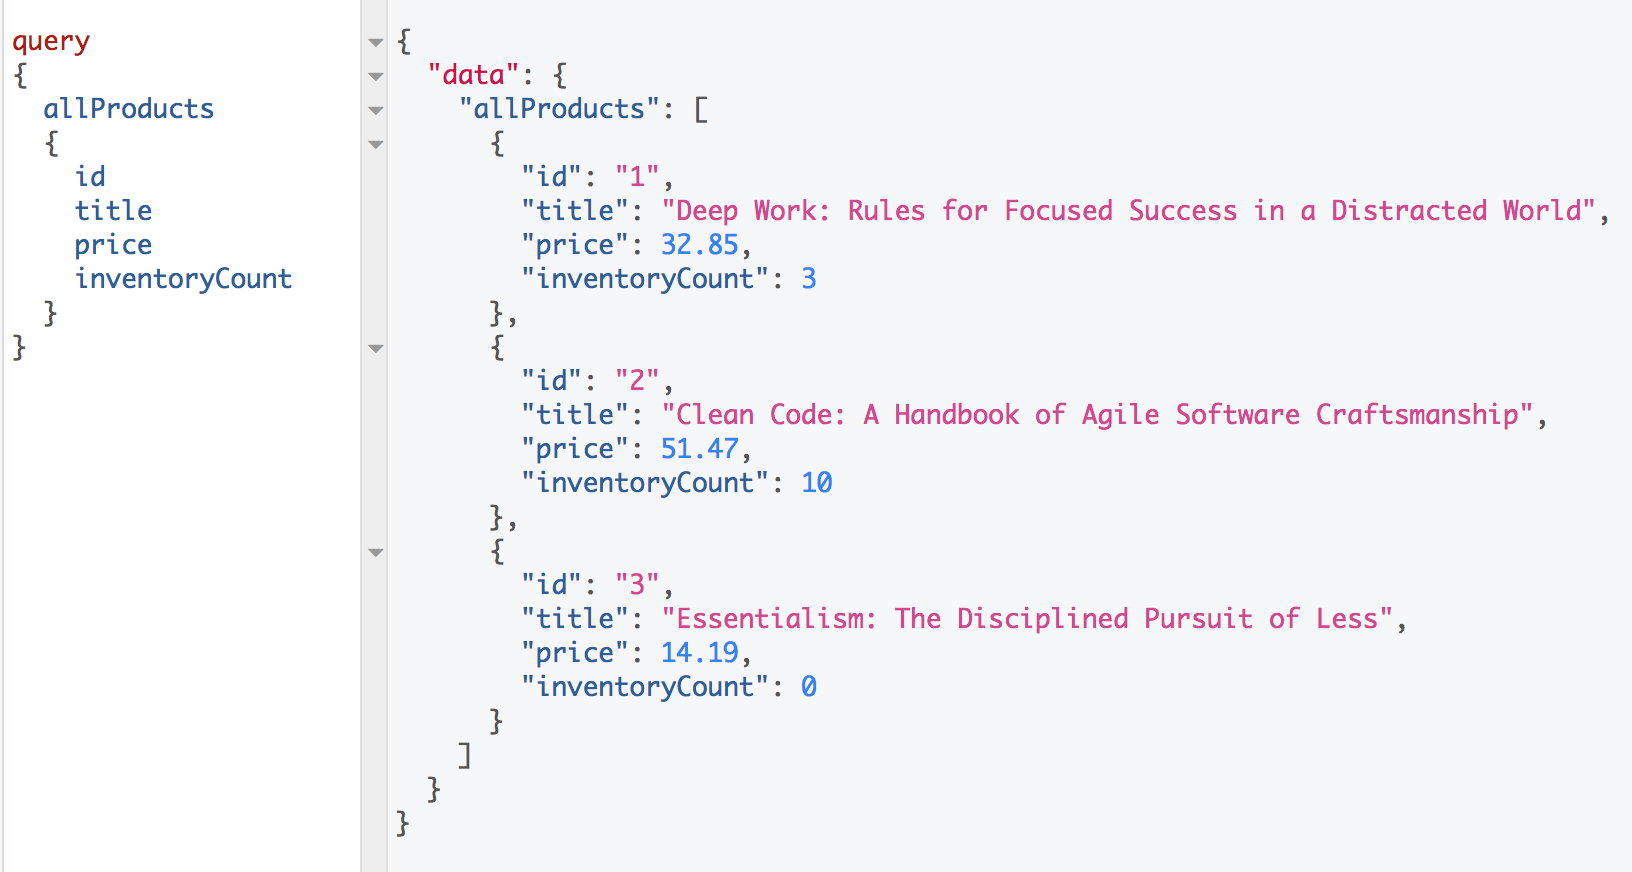 query
{
  allProducts
  {
    id
    title
    price
    inventoryCount
  }
}
{
  "data": {
    "allProducts": [
      {
        "id": "1",
        "title": "Deep Work: Rules for Focused Success in a Distracted World",
        "price": 32.85,
        "inventoryCount": 3
      },
      {
        "id": "2",
        "title": "Clean Code: A Handbook of Agile Software Craftsmanship",
        "price": 51.47,
        "inventoryCount": 10
      },
      {
        "id": "3",
        "title": "Essentialism: The Disciplined Pursuit of Less",
        "price": 14.19,
        "inventoryCount": 0
      }
    ]
  }
}